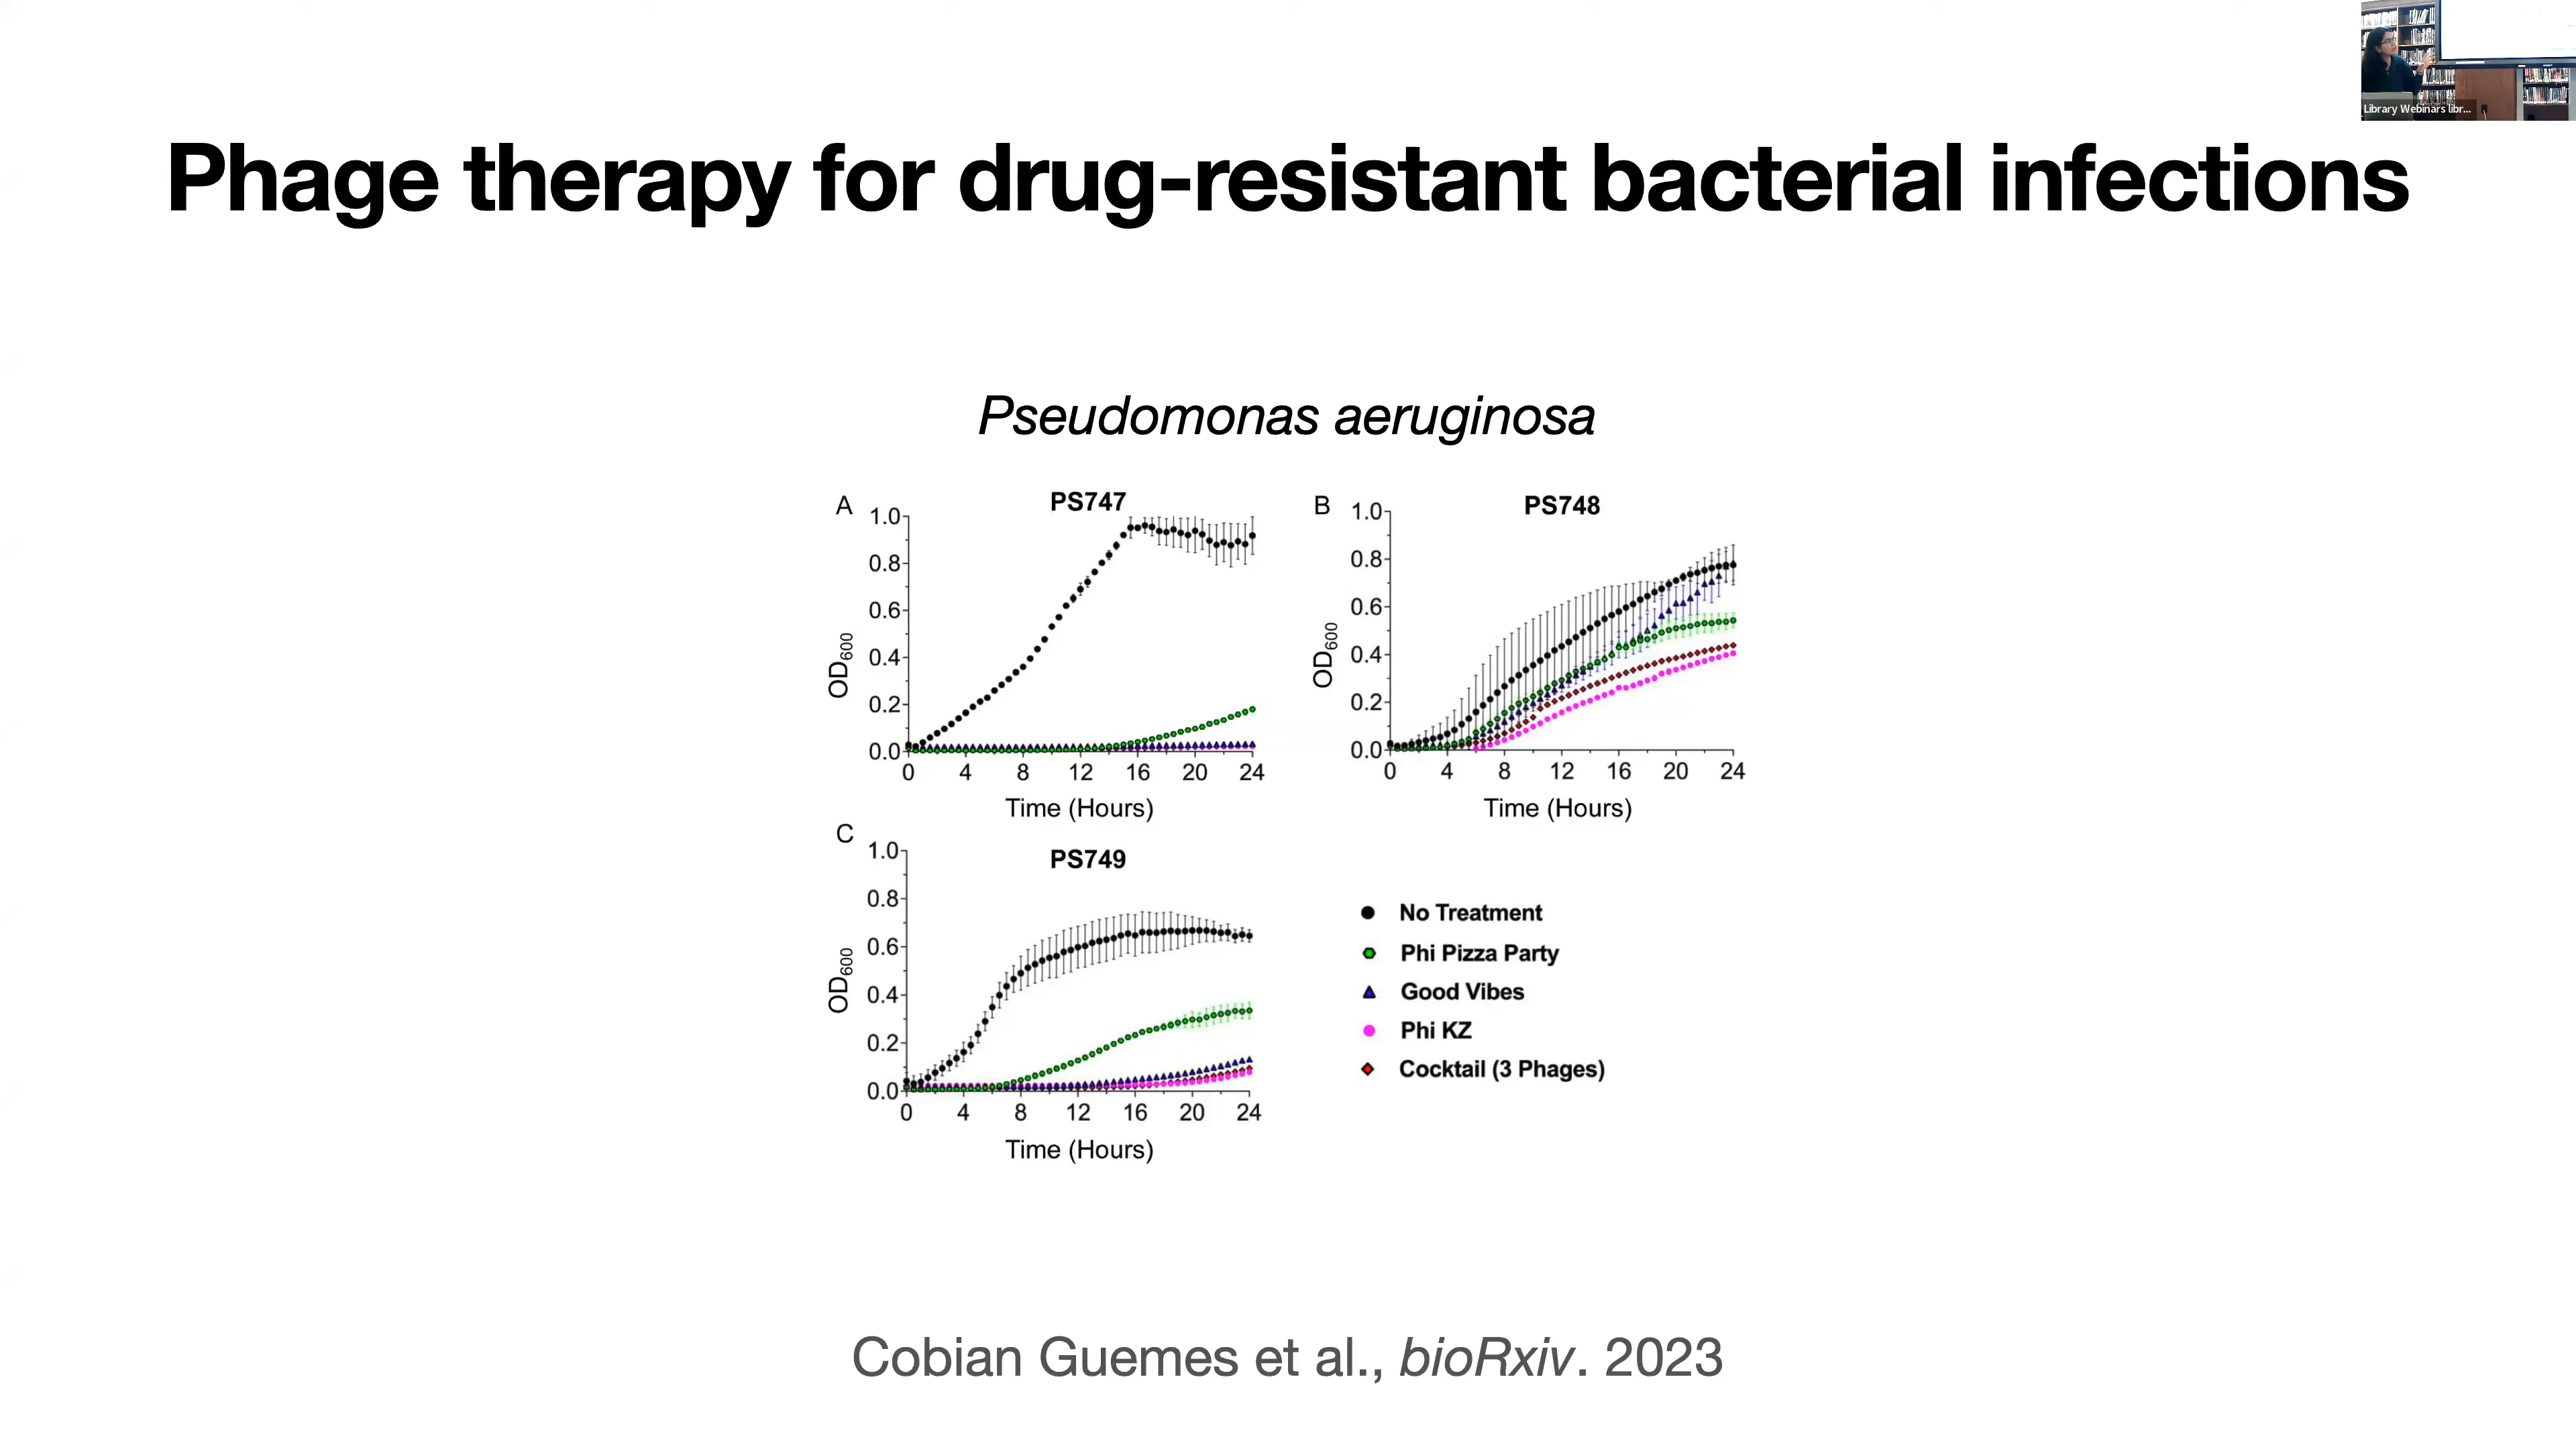 Library Webinars libr...
Phage therapy for drug-resistant bacterial infections
Pseudomonas aeruginosa
A
PS747
1.0
0.8
0.6
0.4
0.2
0.0
OD600
0 4 8 12 16 20 24
Time (Hours)
B
PS748
1.0
0.8
0.6
0.4
0.2
0.0
OD600
0 4 8 12 16 20 24
Time (Hours)
C
PS749
1.0
0.8
0.6
0.4
0.2
0.0
OD600
0 4 8 12 16 20 24
Time (Hours)
No Treatment
Phi Pizza Party
Good Vibes
Phi KZ
Cocktail (3 Phages)
Cobian Guemes et al., bioRxiv. 2023